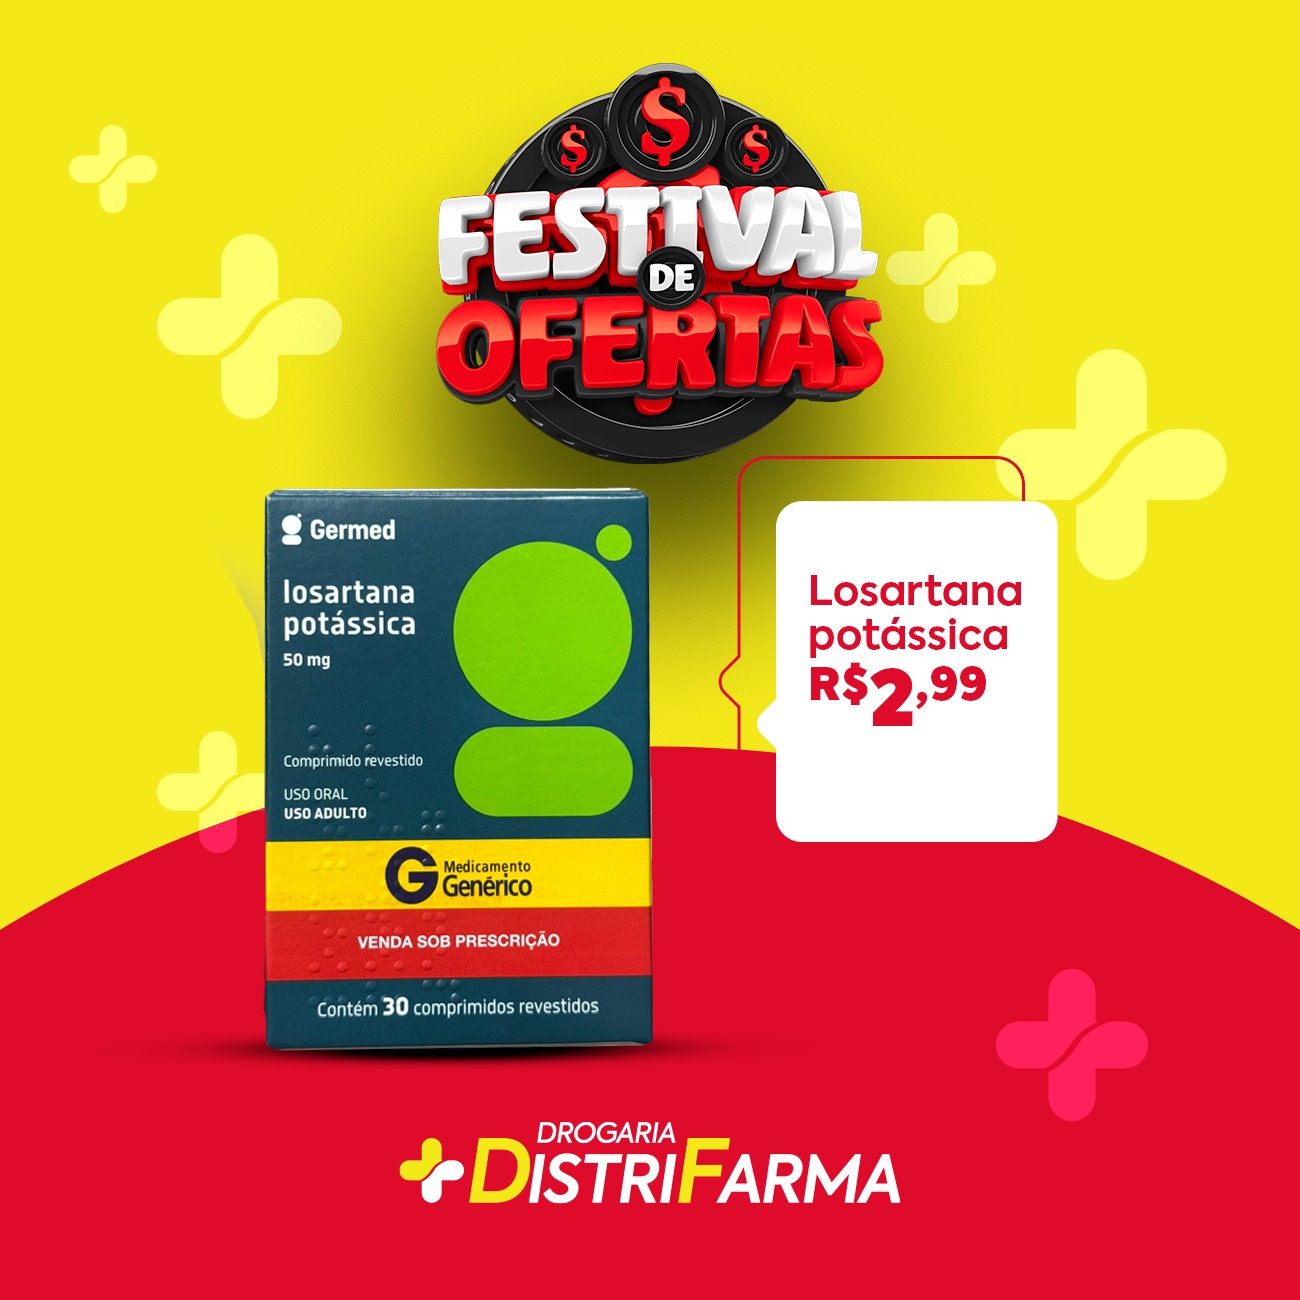 $ $ $
FESTIVAL
DE
OFERTAS
Germed
losartana
potássica
50 mg
Comprimido revestido
USO ORAL
USO ADULTO
G Medicamento
Genérico
VENDA SOB PRESCRIÇÃO
Contém 30 comprimidos revestidos
Losartana
potássica
R$2,99
DROGARIA
DISTRIFARMA